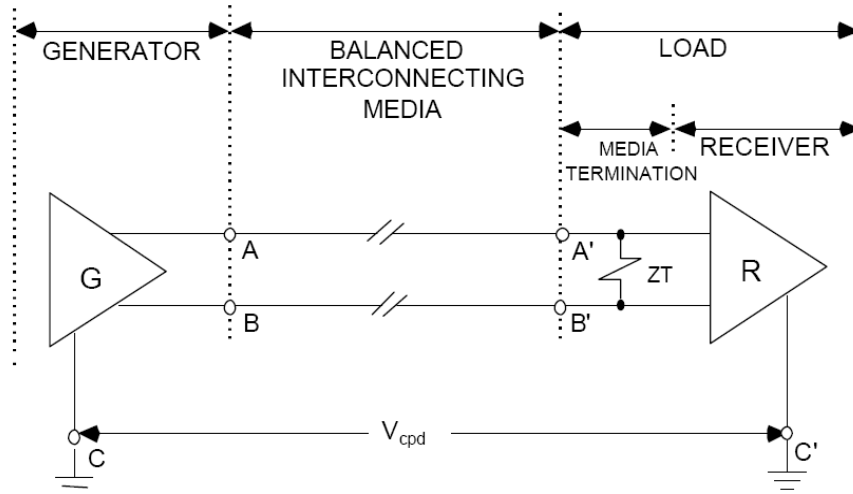 GENERATOR
BALANCED
INTERCONNECTING
MEDIA
LOAD
MEDIA
TERMINATION
RECEIVER
A
A'
G
ZT
R
B
B'
Vcpd
C
C'